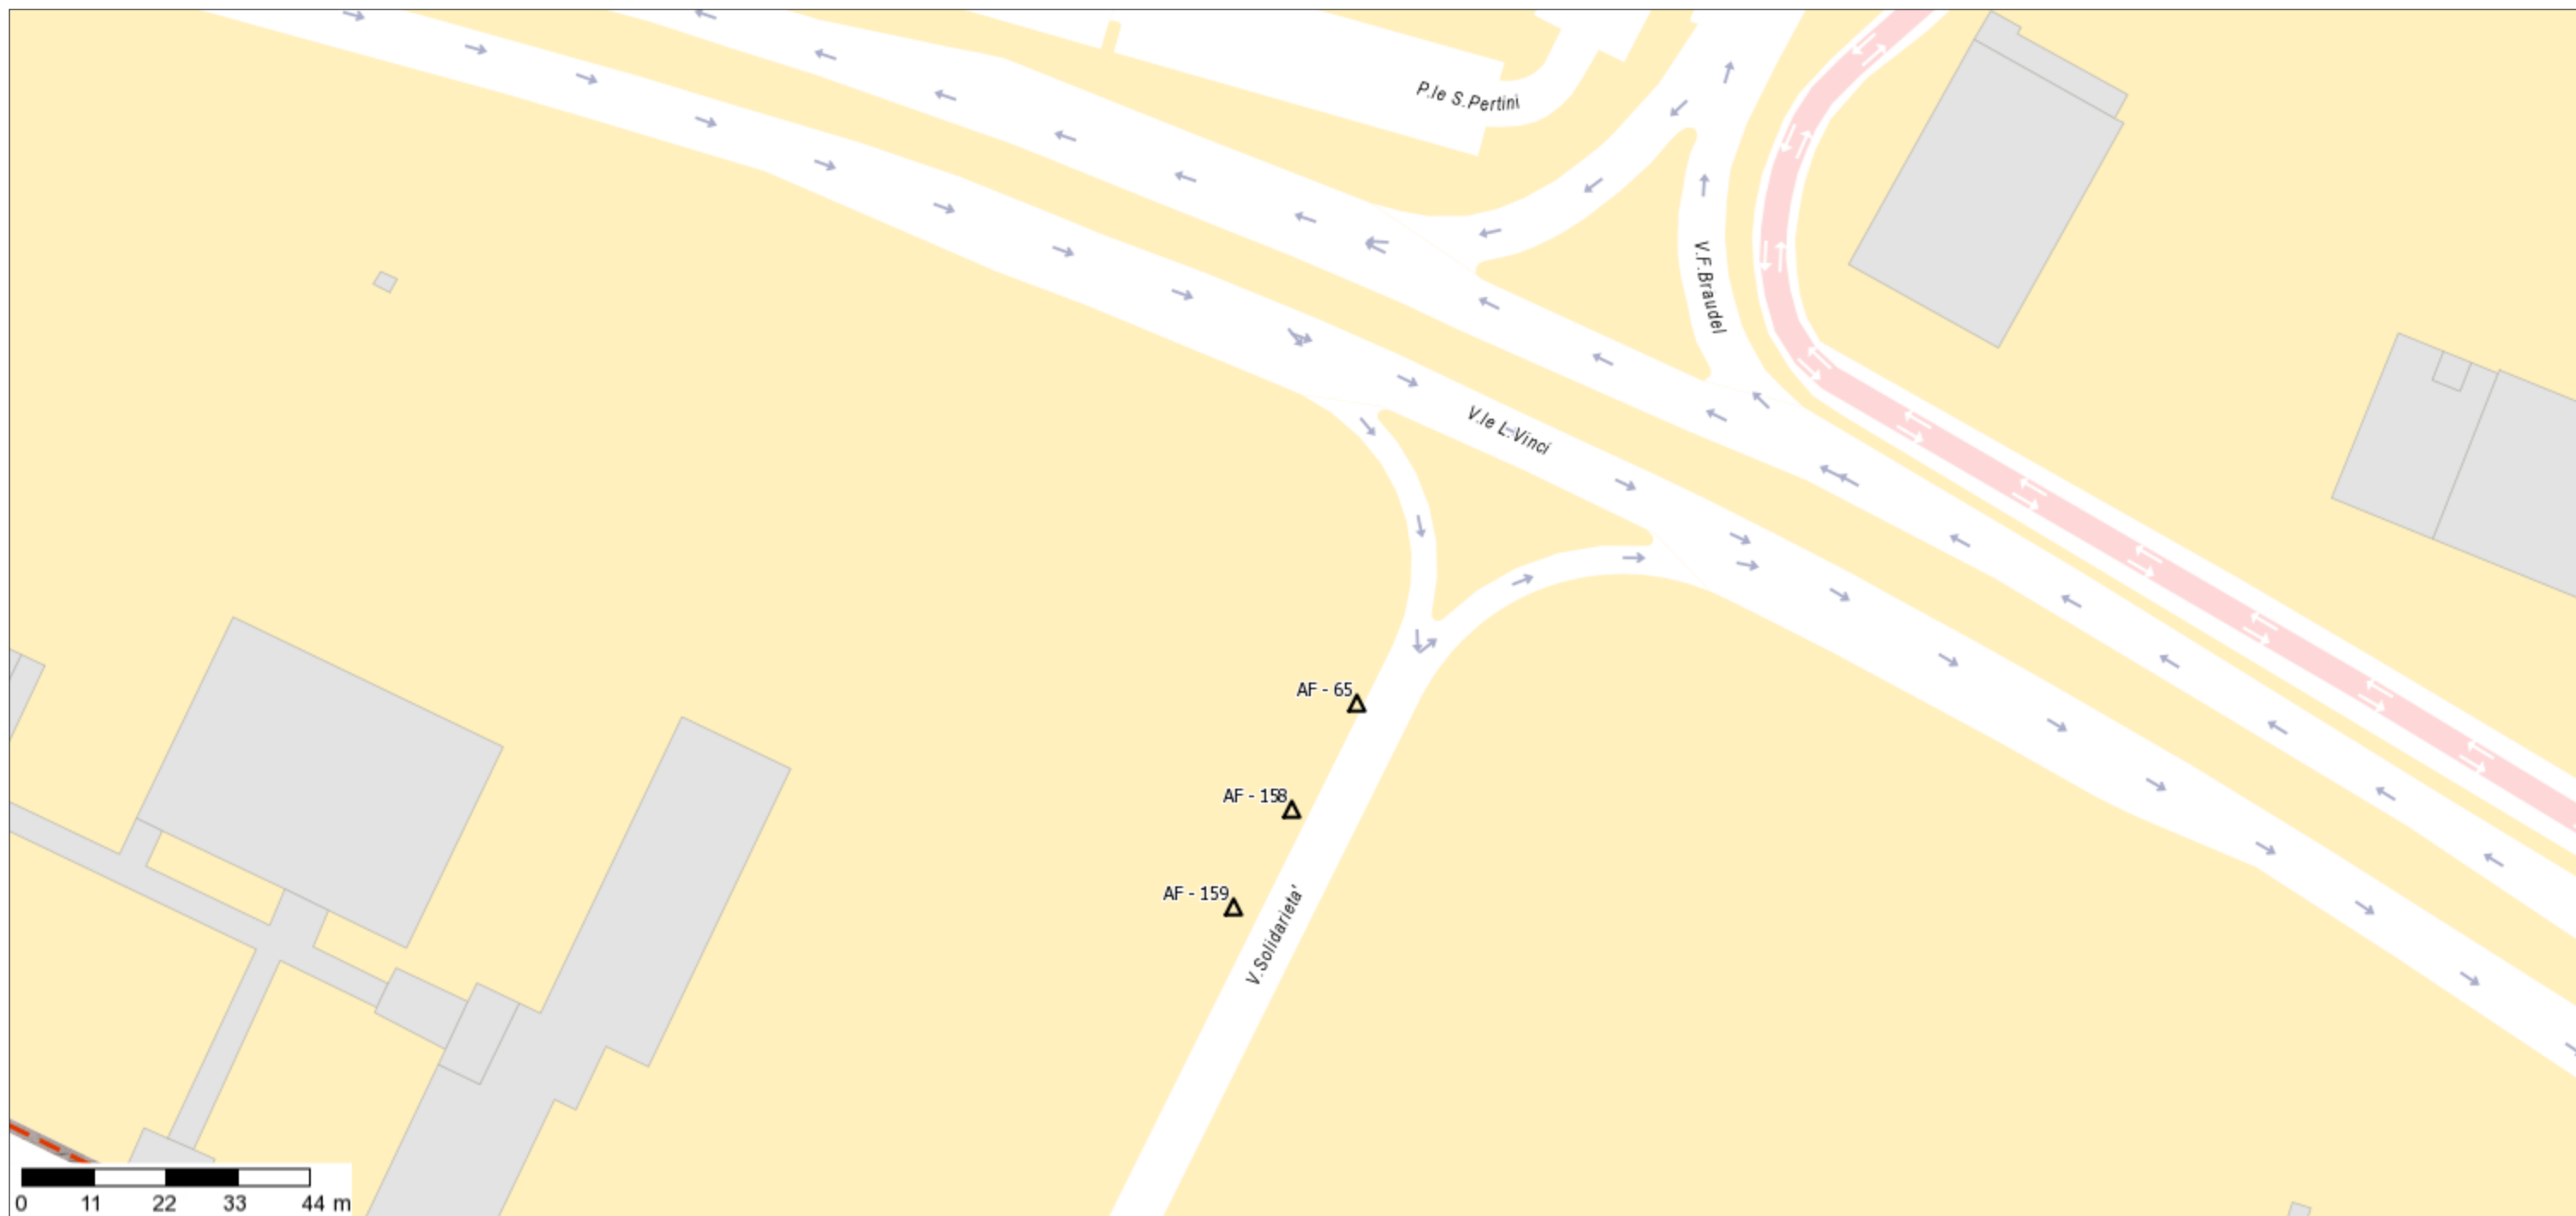 P.le S.Pertini
V.F.Braudel
V.le L.Vinci
AF - 65
AF - 158
AF - 159
V.Solidarieta'
0 11 22 33 44 m